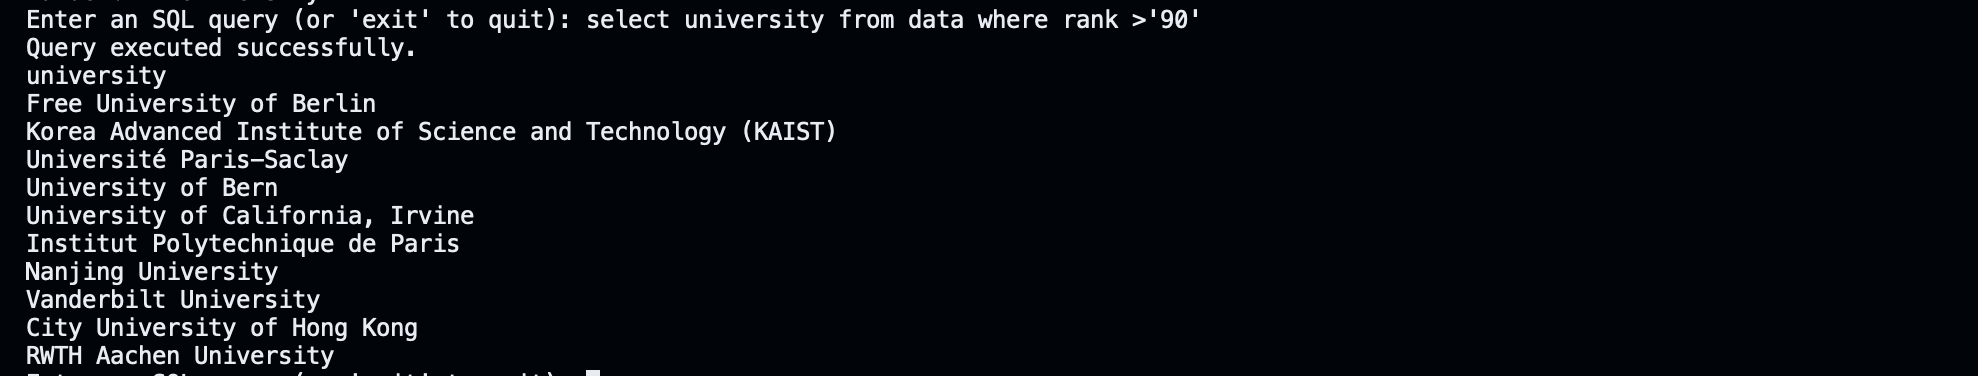 Enter an SQL query (or 'exit' to quit): select university from data where rank >'90'
Query executed successfully.
university
Free University of Berlin
Korea Advanced Institute of Science and Technology (KAIST)
Université Paris-Saclay
University of Bern
University of California, Irvine
Institut Polytechnique de Paris
Nanjing University
Vanderbilt University
City University of Hong Kong
RWTH Aachen University